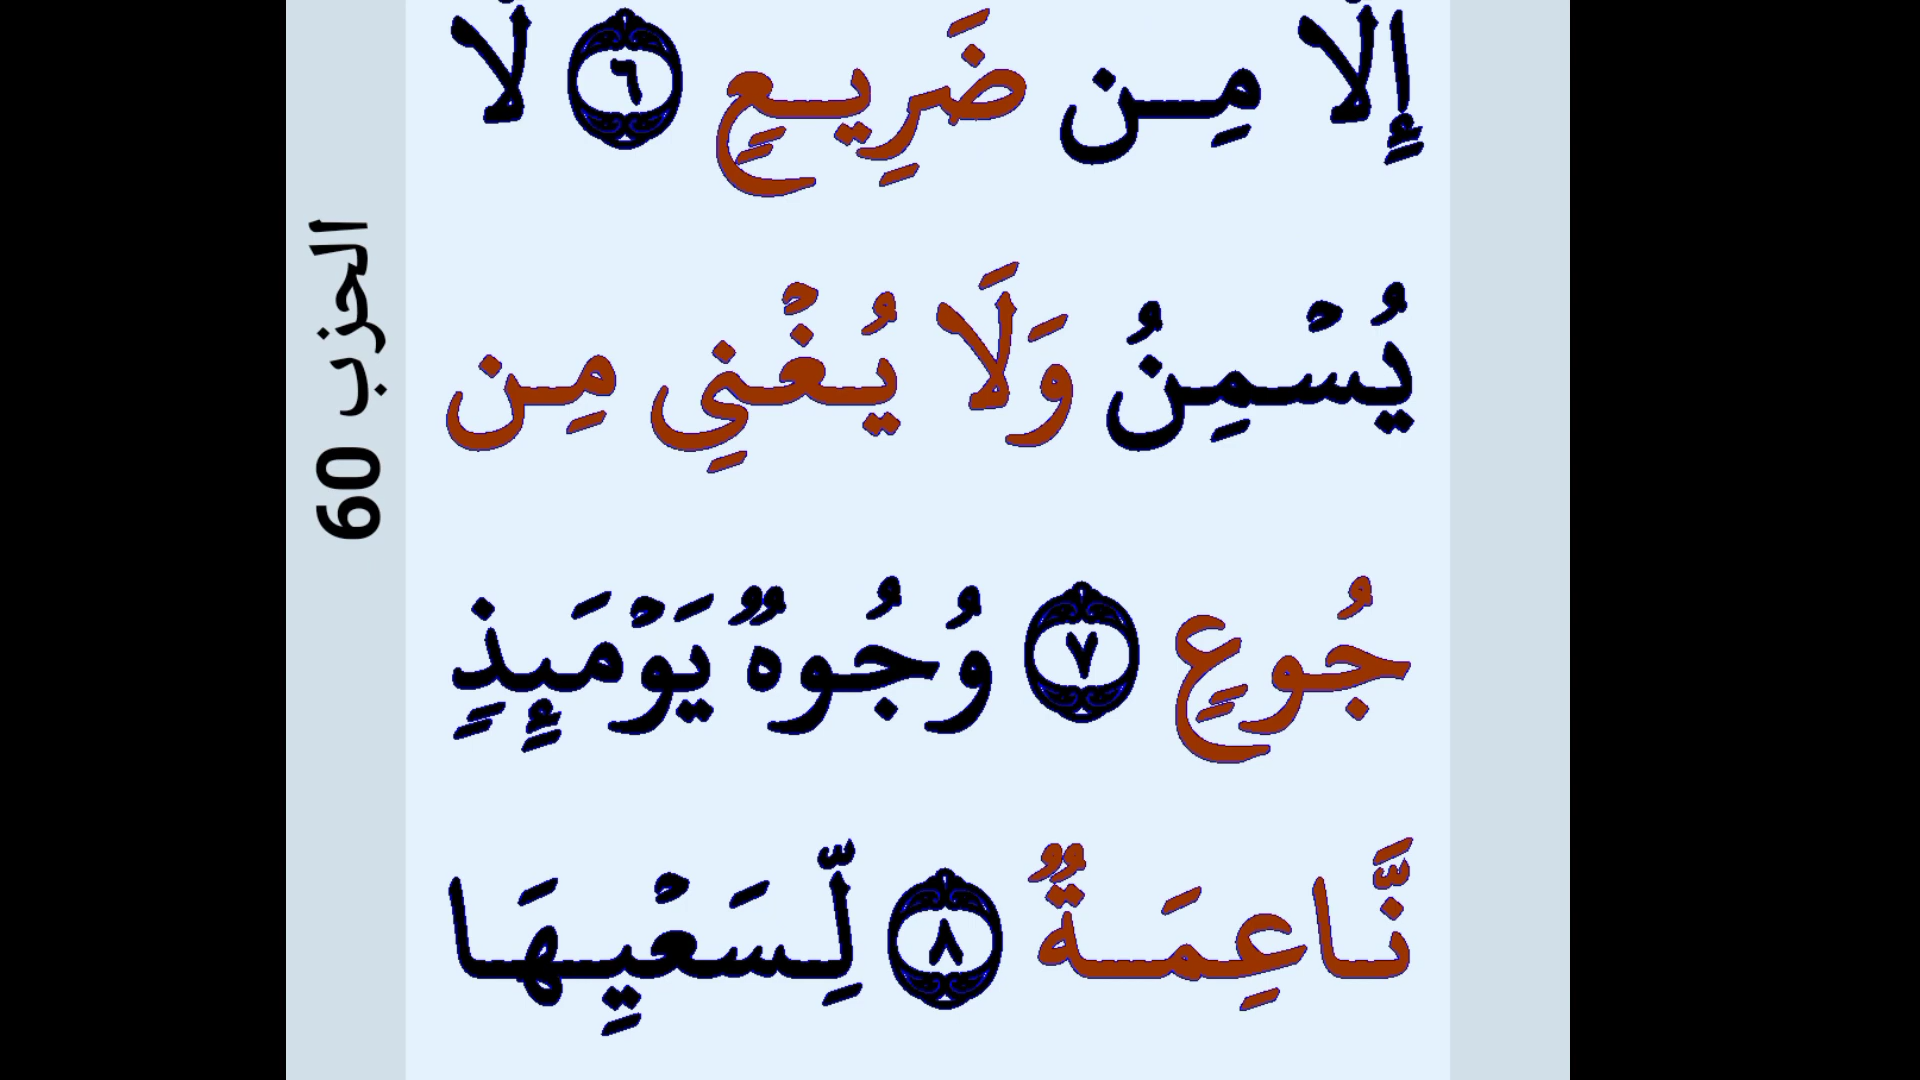 إِلَّا مِن ضَرِيعٍ ٦ لَّا
يُسْمِنُ وَلَا يُغْنِي مِن
جُوعٍ ٧ وُجُوهٌ يَوْمَئِذٍ
نَّاعِمَةٌ ٨ لِّسَعْيِهَا
الحزب 60